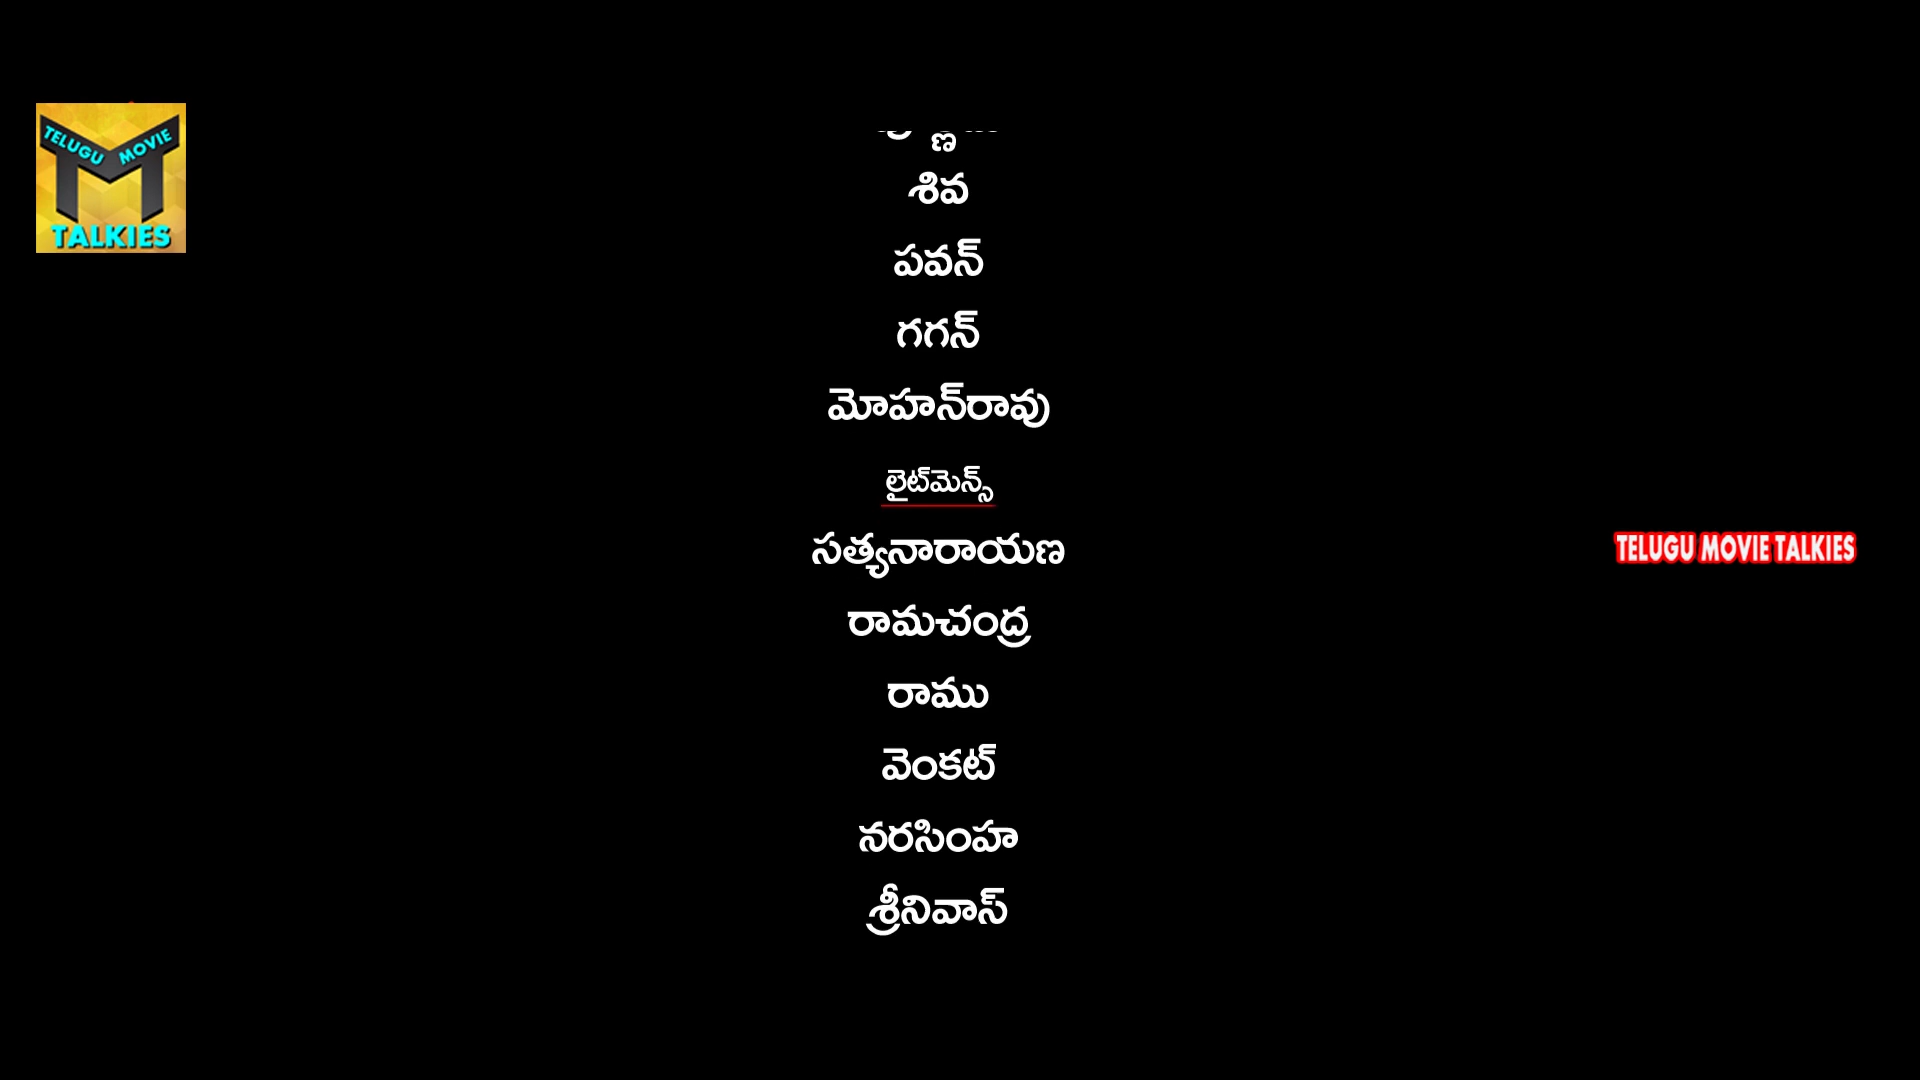 TELUGU MOVIE
TALKIES
శివ
పవన్
గగన్
మోహన్‌రావు
లైట్‌మెన్స్
సత్యనారాయణ
రామచంద్ర
రాము
వెంకట్
నరసింహ
శ్రీనివాస్
TELUGU MOVIE TALKIES